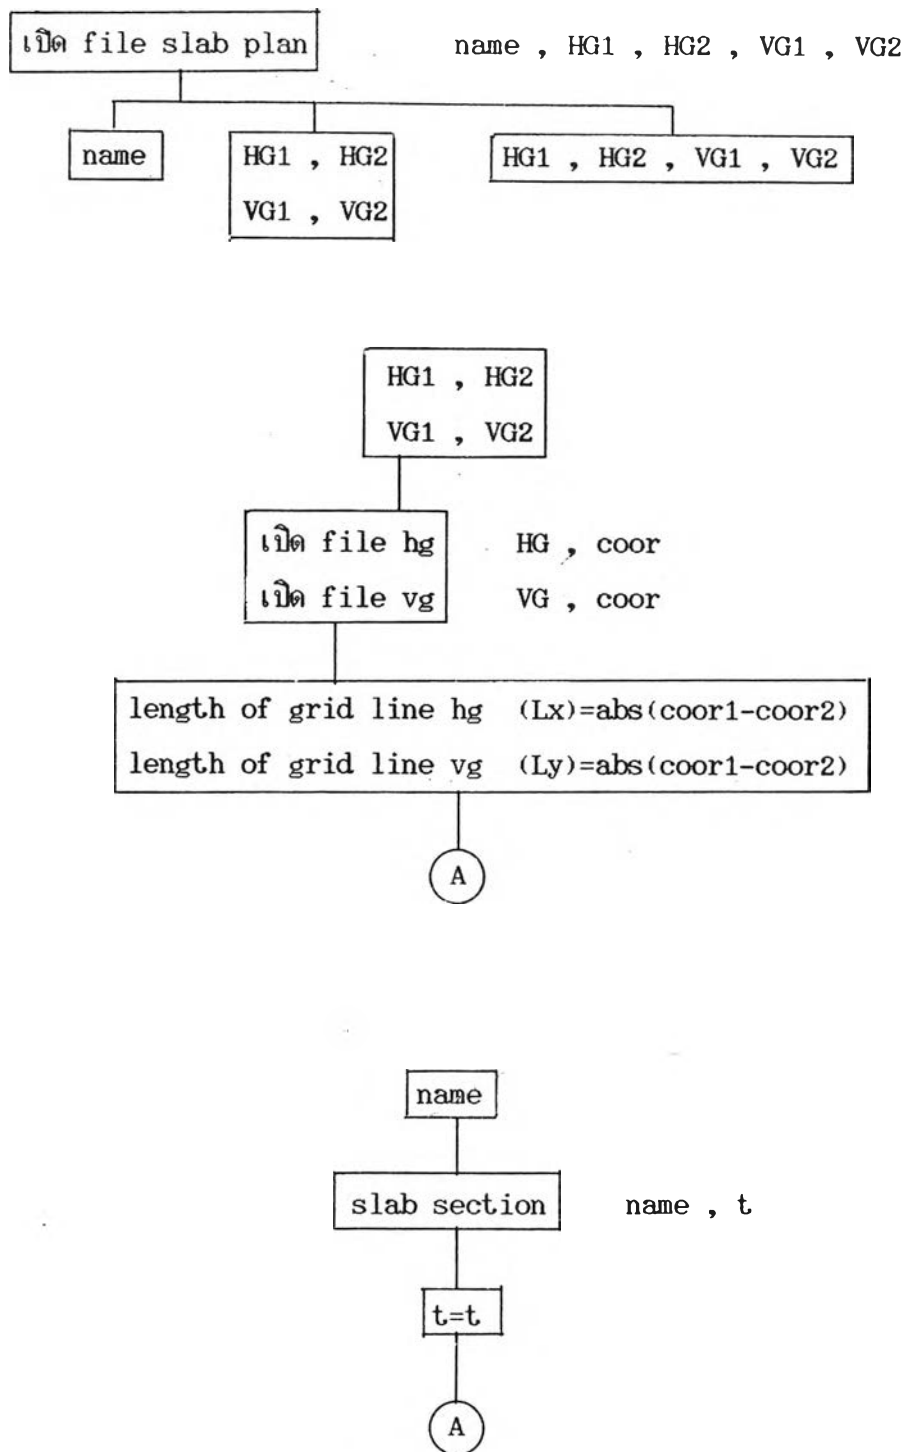 เปิด file slab plan name , HG1 , HG2 , VG1 , VG2
name HG1 , HG2 HG1 , HG2 , VG1 , VG2
VG1 , VG2
HG1 , HG2
VG1 , VG2
เปิด file hg HG , coor
เปิด file vg VG , coor
length of grid line hg (Lx)=abs(coor1-coor2)
length of grid line vg (Ly)=abs(coor1-coor2)
A
name
slab section name , t
t=t
A